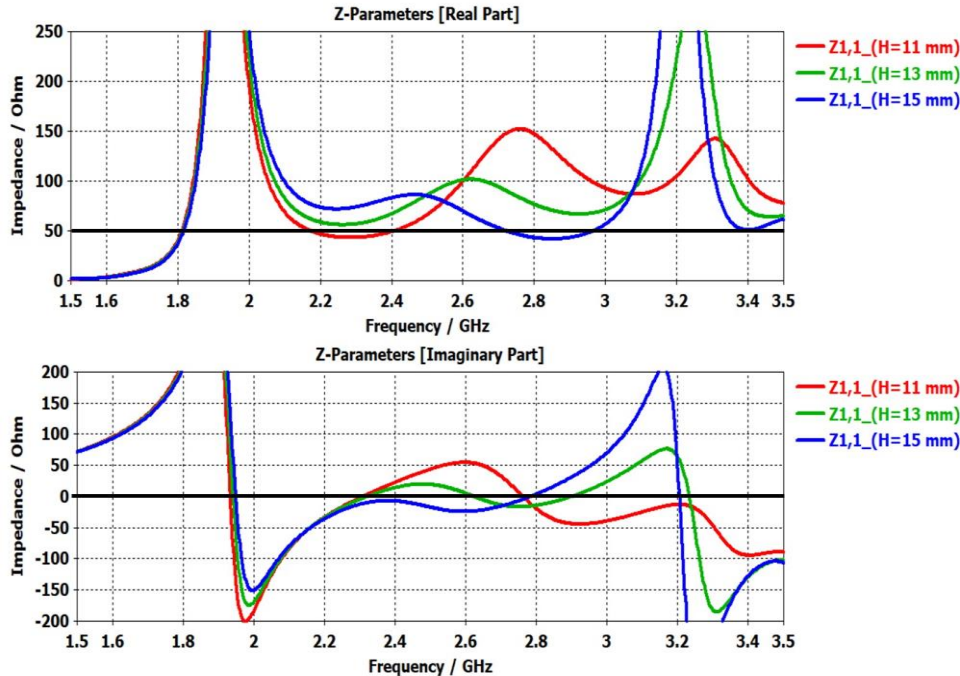 Z-Parameters [Real Part]
Impedance / Ohm
250
200
150
100
50
0
1.5 1.6 1.8 2 2.2 2.4 2.6 2.8 3 3.2 3.4 3.5
Frequency / GHz
Z1,1_(H=11 mm)
Z1,1_(H=13 mm)
Z1,1_(H=15 mm)
Z-Parameters [Imaginary Part]
Impedance / Ohm
200
150
100
50
0
-50
-100
-150
-200
1.5 1.6 1.8 2 2.2 2.4 2.6 2.8 3 3.2 3.4 3.5
Frequency / GHz
Z1,1_(H=11 mm)
Z1,1_(H=13 mm)
Z1,1_(H=15 mm)